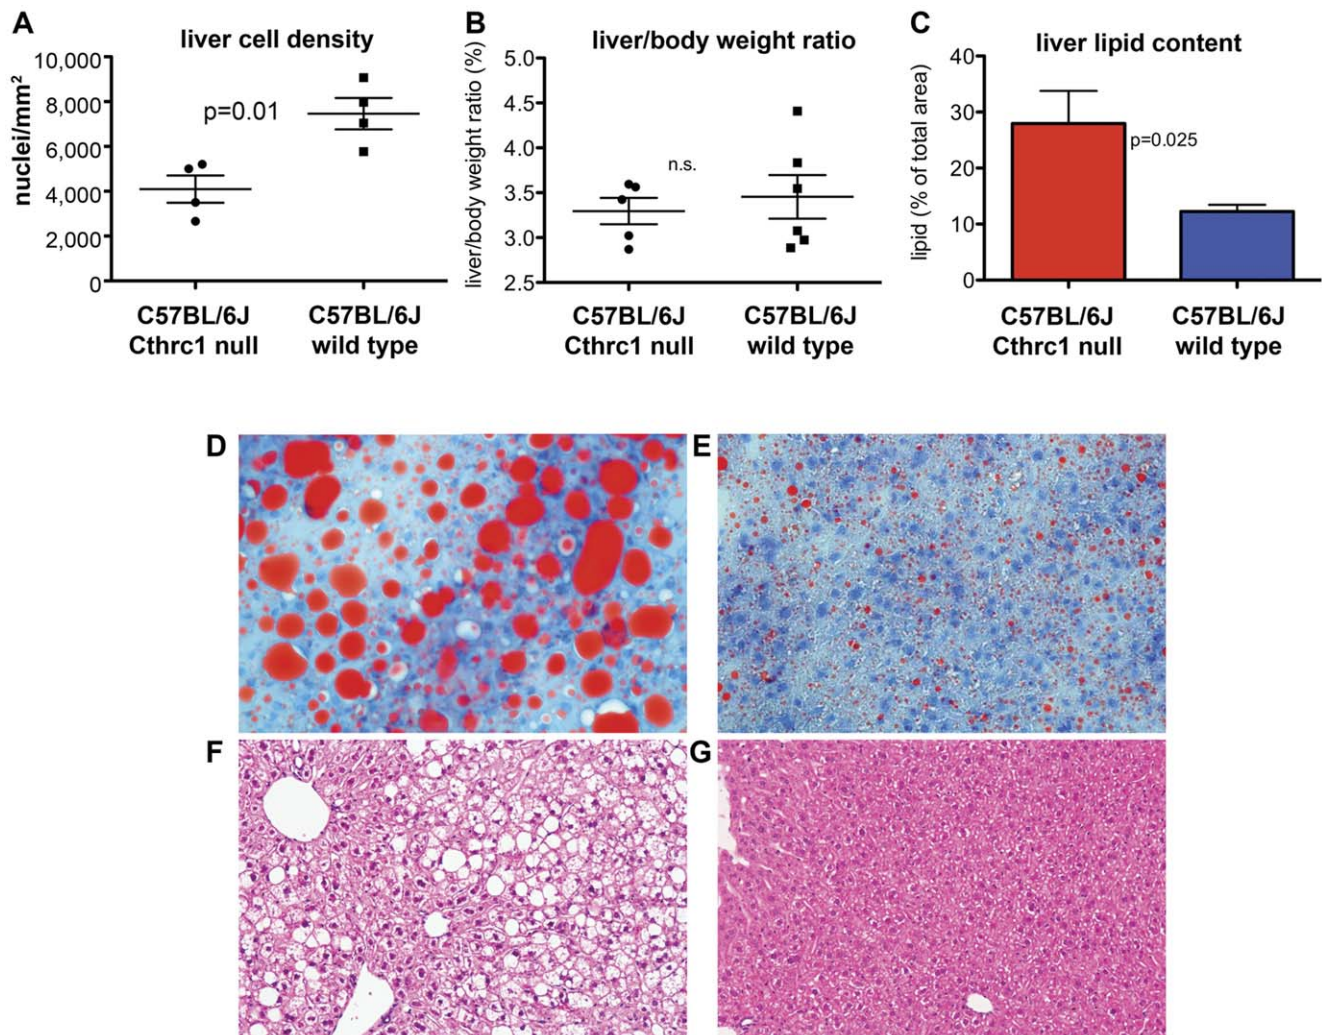 A
liver cell density
10,000
8,000
6,000
4,000
2,000
0
nuclei/mm²
p=0.01
C57BL/6J
Cthrc1 null
C57BL/6J
wild type
B
liver/body weight ratio
5.0
4.5
4.0
3.5
3.0
2.5
liver/body weight ratio (%)
n.s.
C57BL/6J
Cthrc1 null
C57BL/6J
wild type
C
liver lipid content
40
30
20
10
0
lipid (% of total area)
p=0.025
C57BL/6J
Cthrc1 null
C57BL/6J
wild type
D
E
F
G